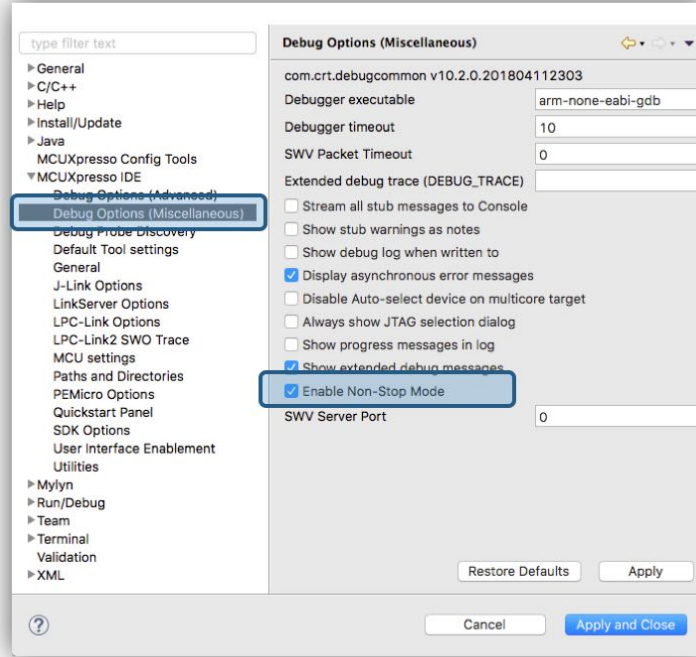 type filter text
General
C/C++
Help
Install/Update
Java
MCUXpresso Config Tools
MCUXpresso IDE
Debug Options (Advanced)
Debug Options (Miscellaneous)
Debug Probe Discovery
Default Tool settings
General
J-Link Options
LinkServer Options
LPC-Link Options
LPC-Link2 SWO Trace
MCU settings
Paths and Directories
PEMicro Options
Quickstart Panel
SDK Options
User Interface Enablement
Utilities
Mylyn
Run/Debug
Team
Terminal
Validation
XML
Debug Options (Miscellaneous)
com.crt.debugcommon v10.2.0.201804112303
Debugger executable arm-none-eabi-gdb
Debugger timeout 10
SWV Packet Timeout 0
Extended debug trace (DEBUG_TRACE)
Stream all stub messages to Console
Show stub warnings as notes
Show debug log when written to
Display asynchronous error messages
Disable Auto-select device on multicore target
Always show JTAG selection dialog
Show progress messages in log
Show extended debug messages
Enable Non-Stop Mode
SWV Server Port 0
Restore Defaults Apply
? Cancel Apply and Close